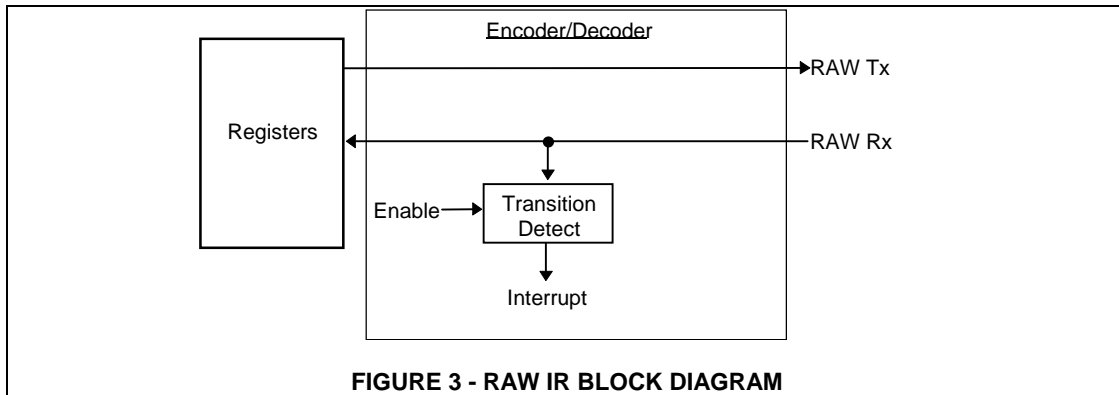 Encoder/Decoder
RAW Tx
Registers
RAW Rx
Enable
Transition
Detect
Interrupt
FIGURE 3 - RAW IR BLOCK DIAGRAM